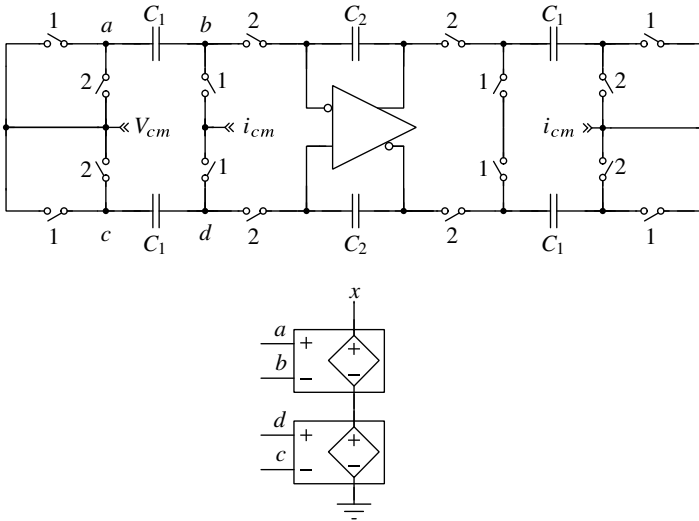 1 a C₁ b 2 C₂ 2 C₁ 1
2 1 1 2
V_cm i_cm i_cm
2 1 1 2
1 c C₁ d 2 C₂ 2 C₁ 1
x
a + +
b − −
d + +
c − −